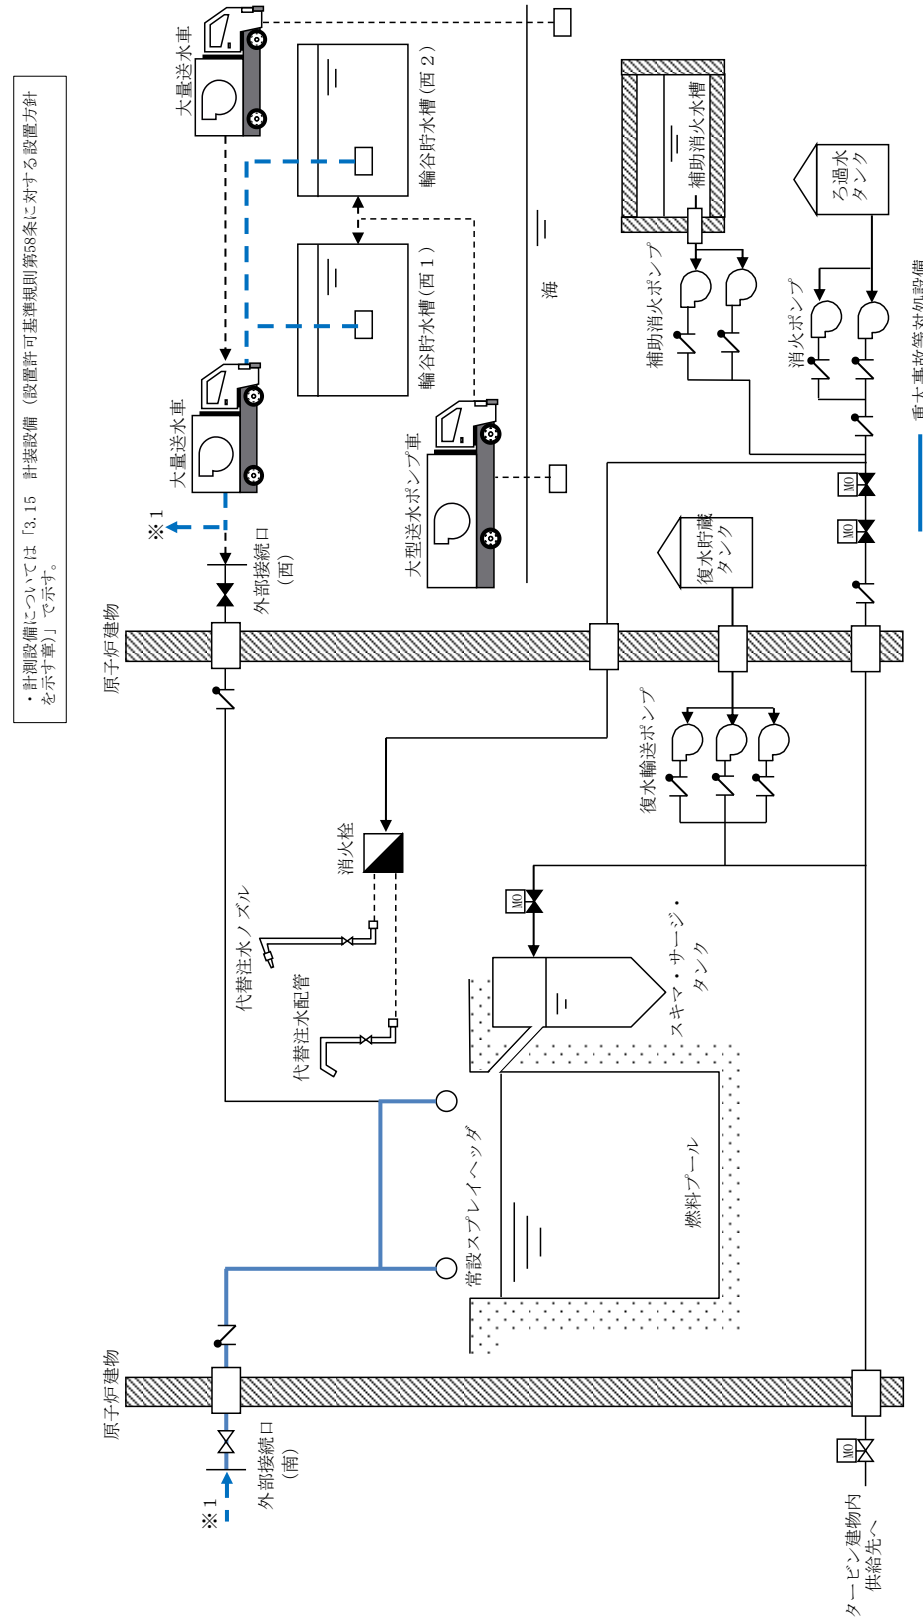 ・計測設備については「3.15　計装設備（設置許可基準規則第58条に対する設置方針
を示す章）」で示す。
原子炉建物
原子炉建物
※1
外部接続口
(南)
※1
外部接続口
(西)
大量送水車
大量送水車
輪谷貯水槽(西1)
輪谷貯水槽(西2)
大型送水ポンプ車
海
代替注水ノズル
代替注水配管
消火栓
常設スプレイヘッダ
燃料プール
スキマ・サージ・
タンク
MO
復水輸送ポンプ
復水貯蔵
タンク
補助消火ポンプ
補助消火水槽
消火ポンプ
ろ過水
タンク
MO
MO
MO
タービン建物内
供給先へ
重大事故等対処設備